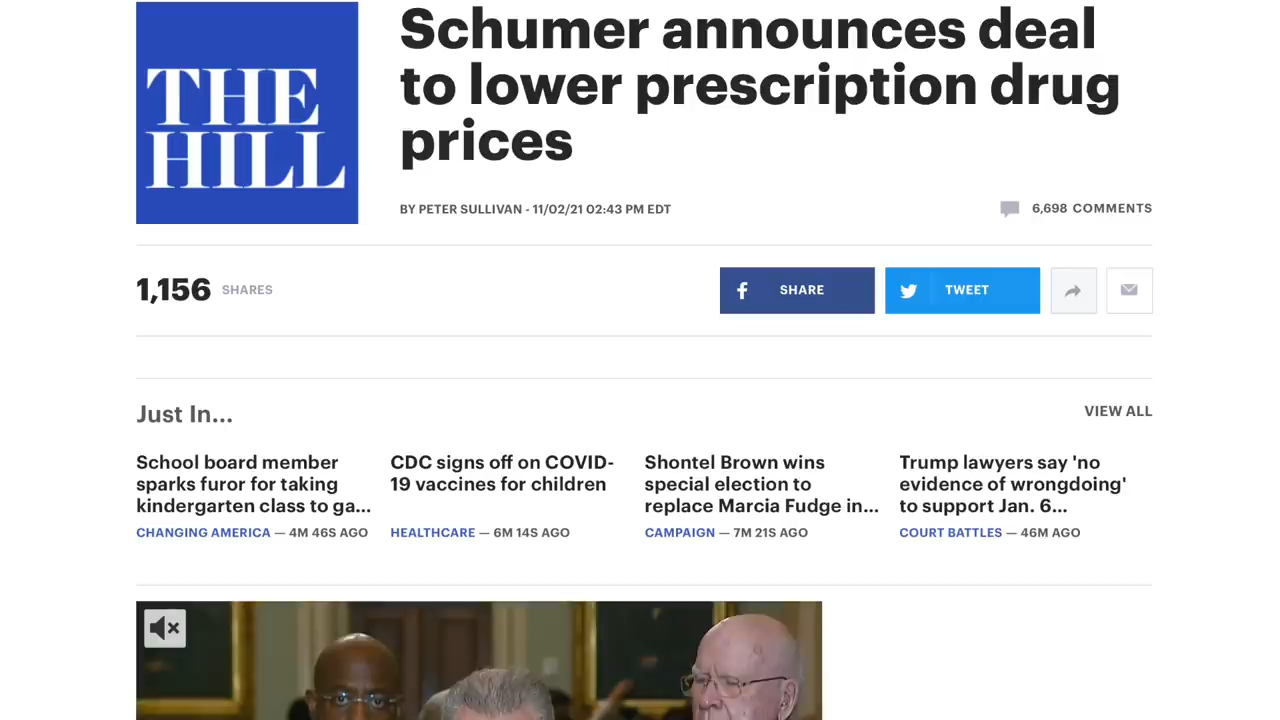 THE
HILL
Schumer announces deal
to lower prescription drug
prices
BY PETER SULLIVAN - 11/02/21 02:43 PM EDT
6,698 COMMENTS
1,156 SHARES
SHARE
TWEET
Just In...
VIEW ALL
School board member
sparks furor for taking
kindergarten class to ga...
CHANGING AMERICA — 4M 46S AGO
CDC signs off on COVID-
19 vaccines for children
HEALTHCARE — 6M 14S AGO
Shontel Brown wins
special election to
replace Marcia Fudge in...
CAMPAIGN — 7M 21S AGO
Trump lawyers say 'no
evidence of wrongdoing'
to support Jan. 6...
COURT BATTLES — 46M AGO